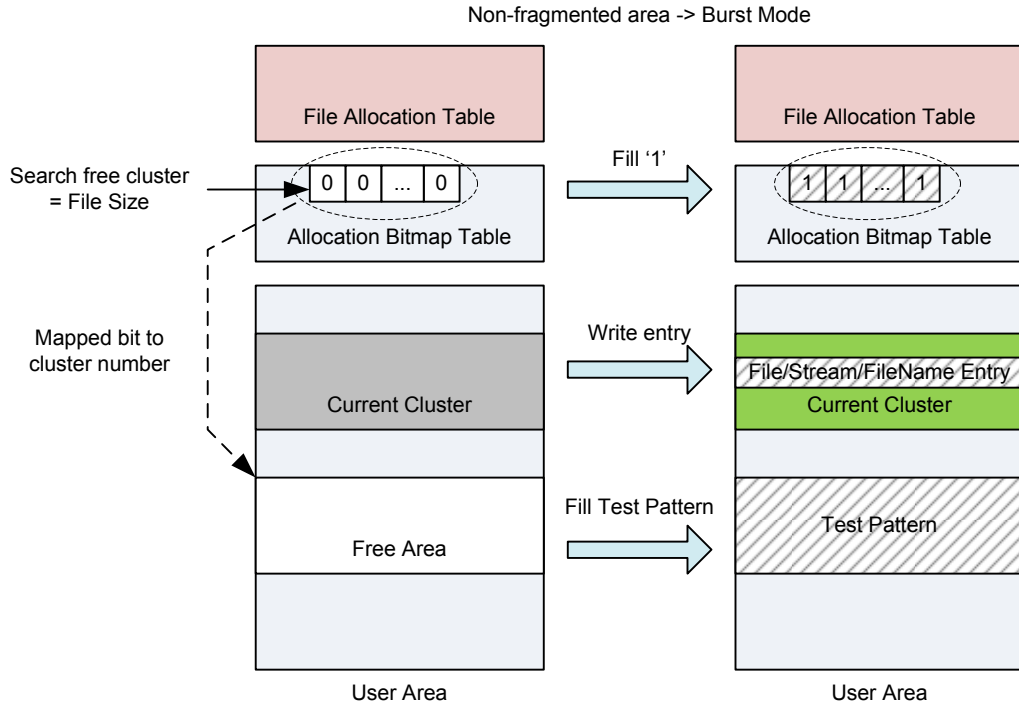 Non-fragmented area -> Burst Mode
File Allocation Table
File Allocation Table
Search free cluster
= File Size
0 0 ... 0
Fill ‘1’
1 1 ... 1
Allocation Bitmap Table
Allocation Bitmap Table
Mapped bit to
cluster number
Write entry
File/Stream/FileName Entry
Current Cluster
Current Cluster
Fill Test Pattern
Free Area
Test Pattern
User Area
User Area